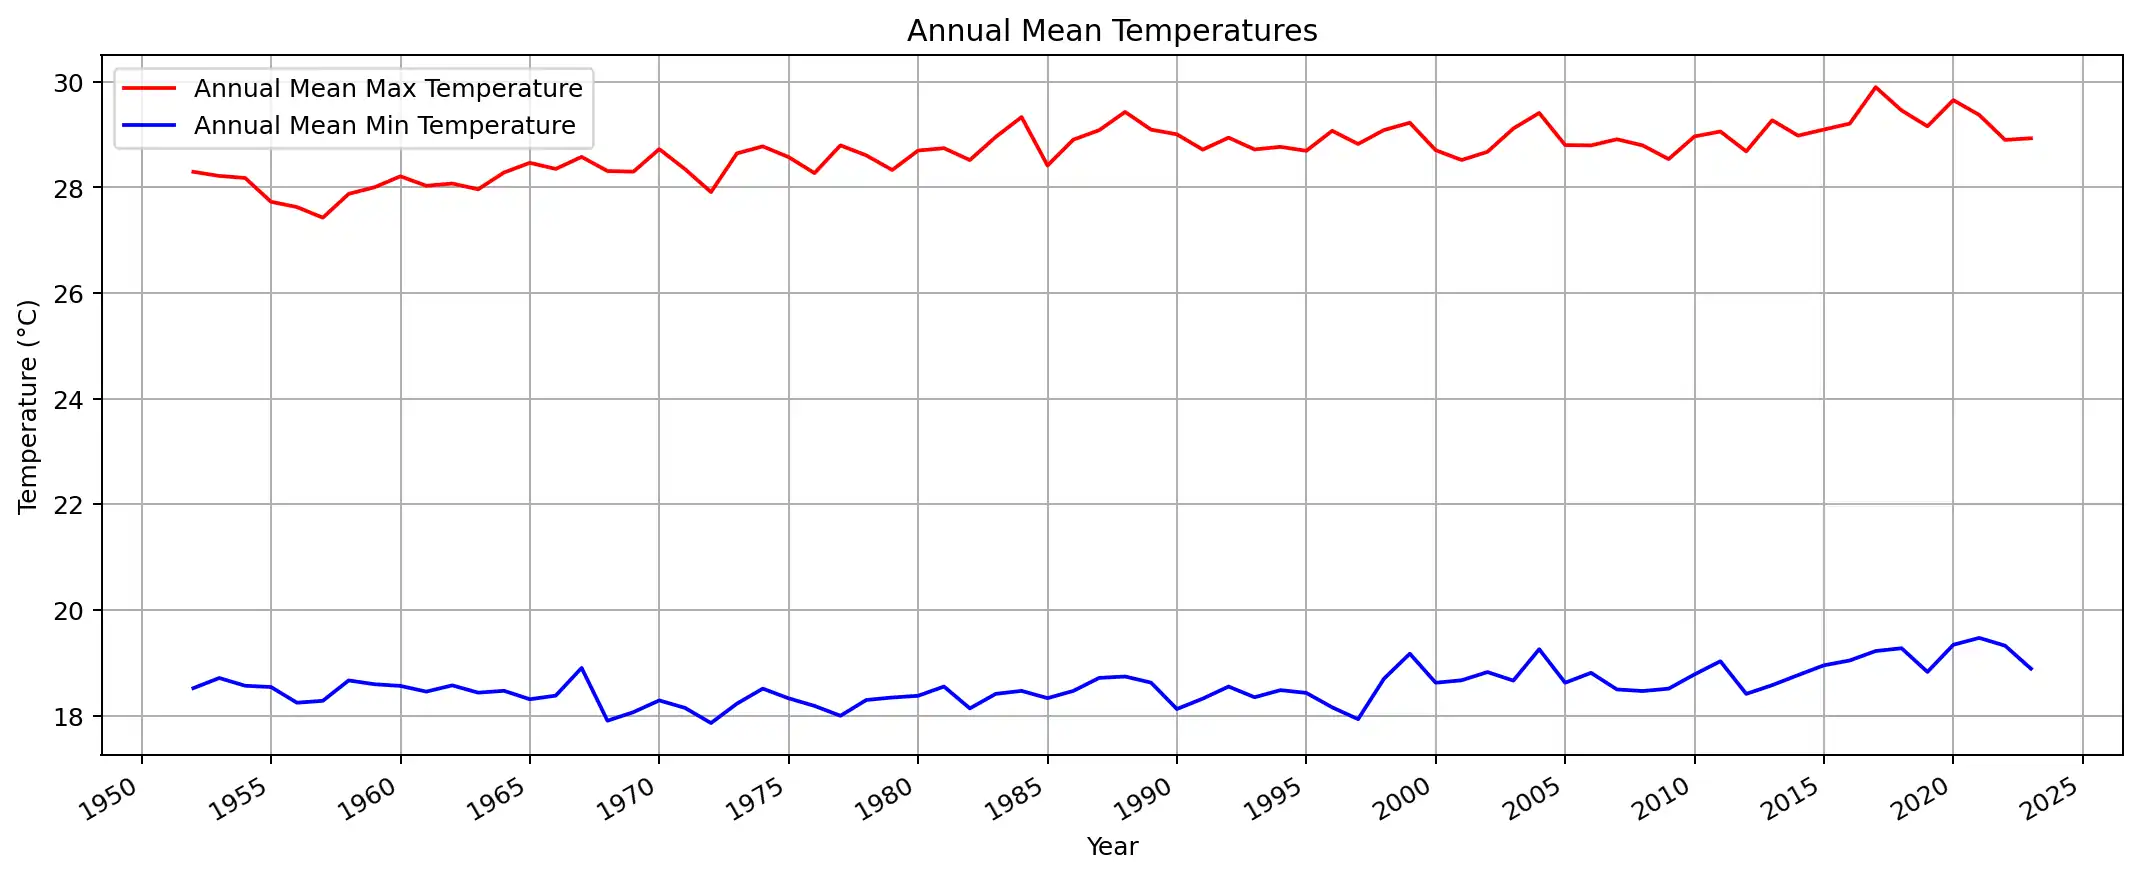 Annual Mean Temperatures
Annual Mean Max Temperature
Annual Mean Min Temperature
Temperature (°C)
30
28
26
24
22
20
18
1950 1955 1960 1965 1970 1975 1980 1985 1990 1995 2000 2005 2010 2015 2020 2025
Year